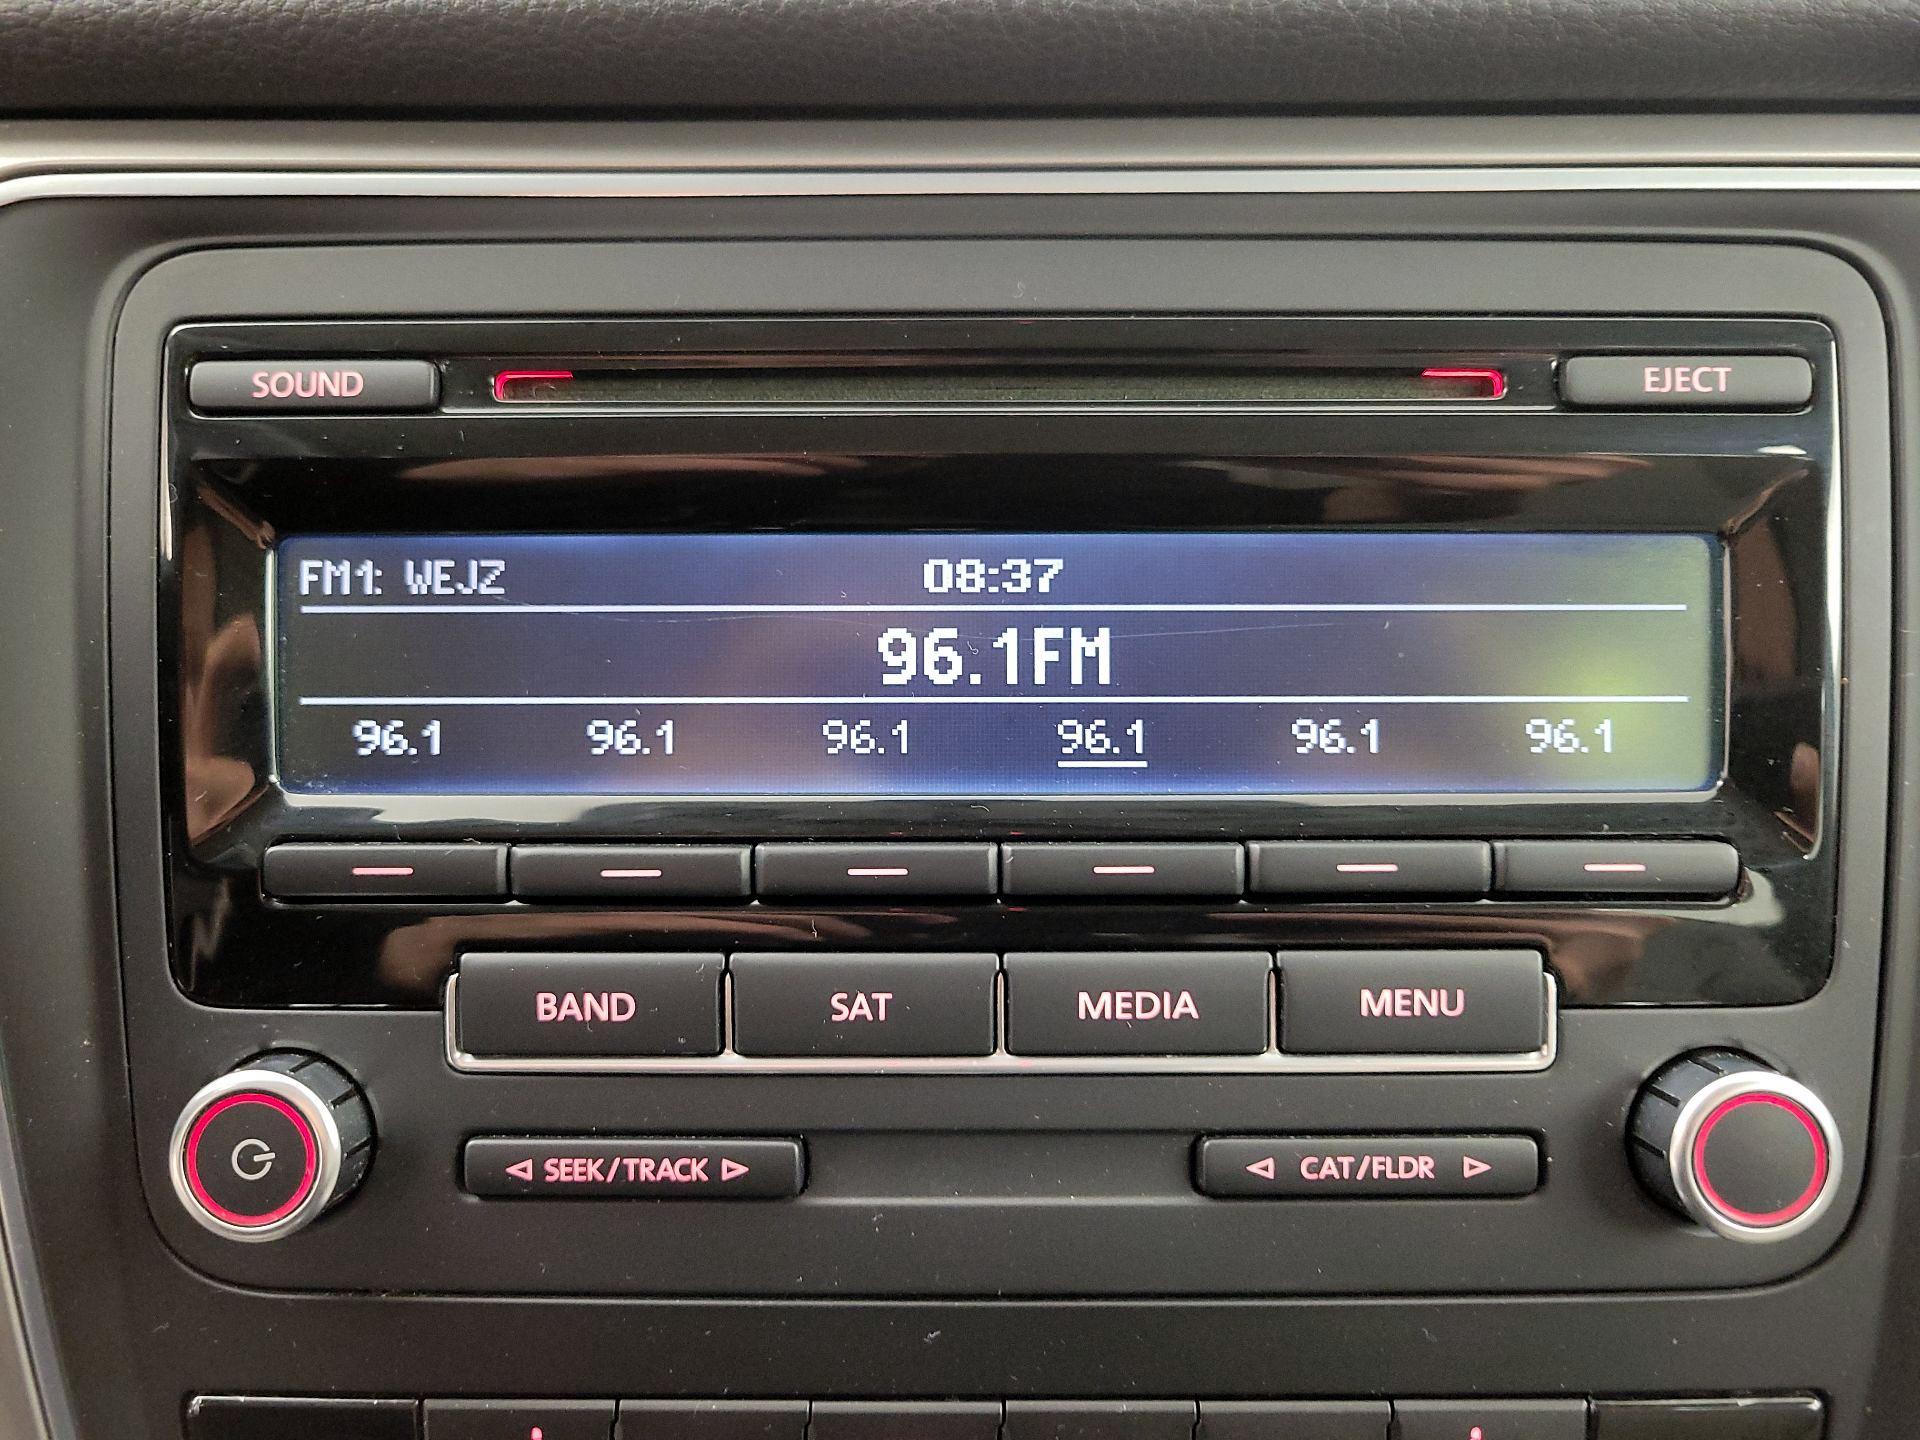 SOUND
EJECT
FM1: WEJZ 08:37
96.1FM
96.1 96.1 96.1 96.1 96.1 96.1
BAND SAT MEDIA MENU
SEEK/TRACK CAT/FLDR